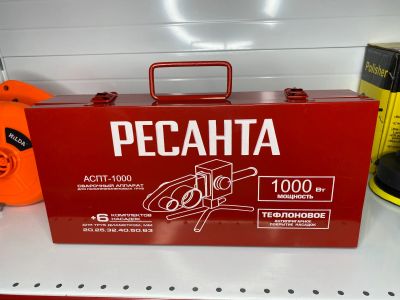 HiLDA
Polisher
РЕСАНТА
АСПТ-1000
СВАРОЧНЫЙ АППАРАТ
ДЛЯ ПОЛИПРОПИЛЕНОВЫХ ТРУБ
+6 КОМПЛЕКТОВ
НАСАДОК
ДЛЯ ТРУБ ДИАМЕТРОМ, ММ
20,25,32,40,50,63
1000 Вт
МОЩНОСТЬ
ТЕФЛОНОВОЕ
АНТИПРИГАРНОЕ
ПОКРЫТИЕ НАСАДОК